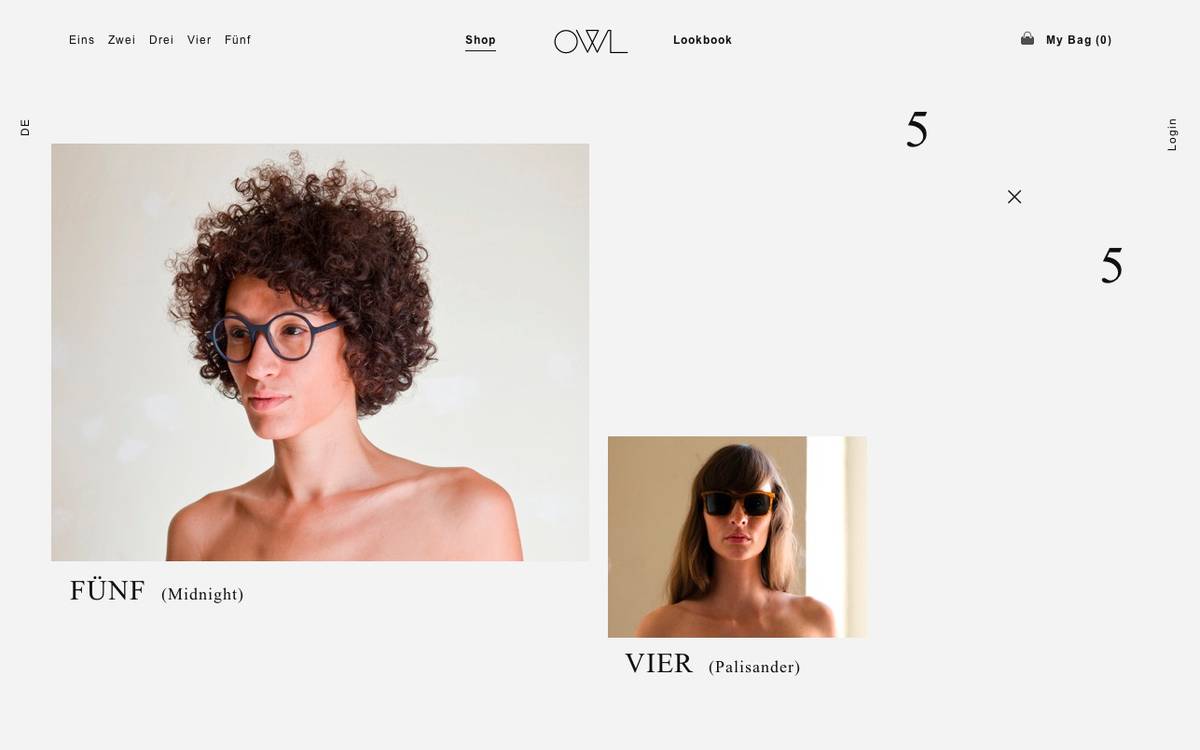 Eins Zwei Drei Vier Fünf
Shop
OWL
Lookbook
My Bag (0)
DE
Login
5
×
5
FÜNF (Midnight)
VIER (Palisander)